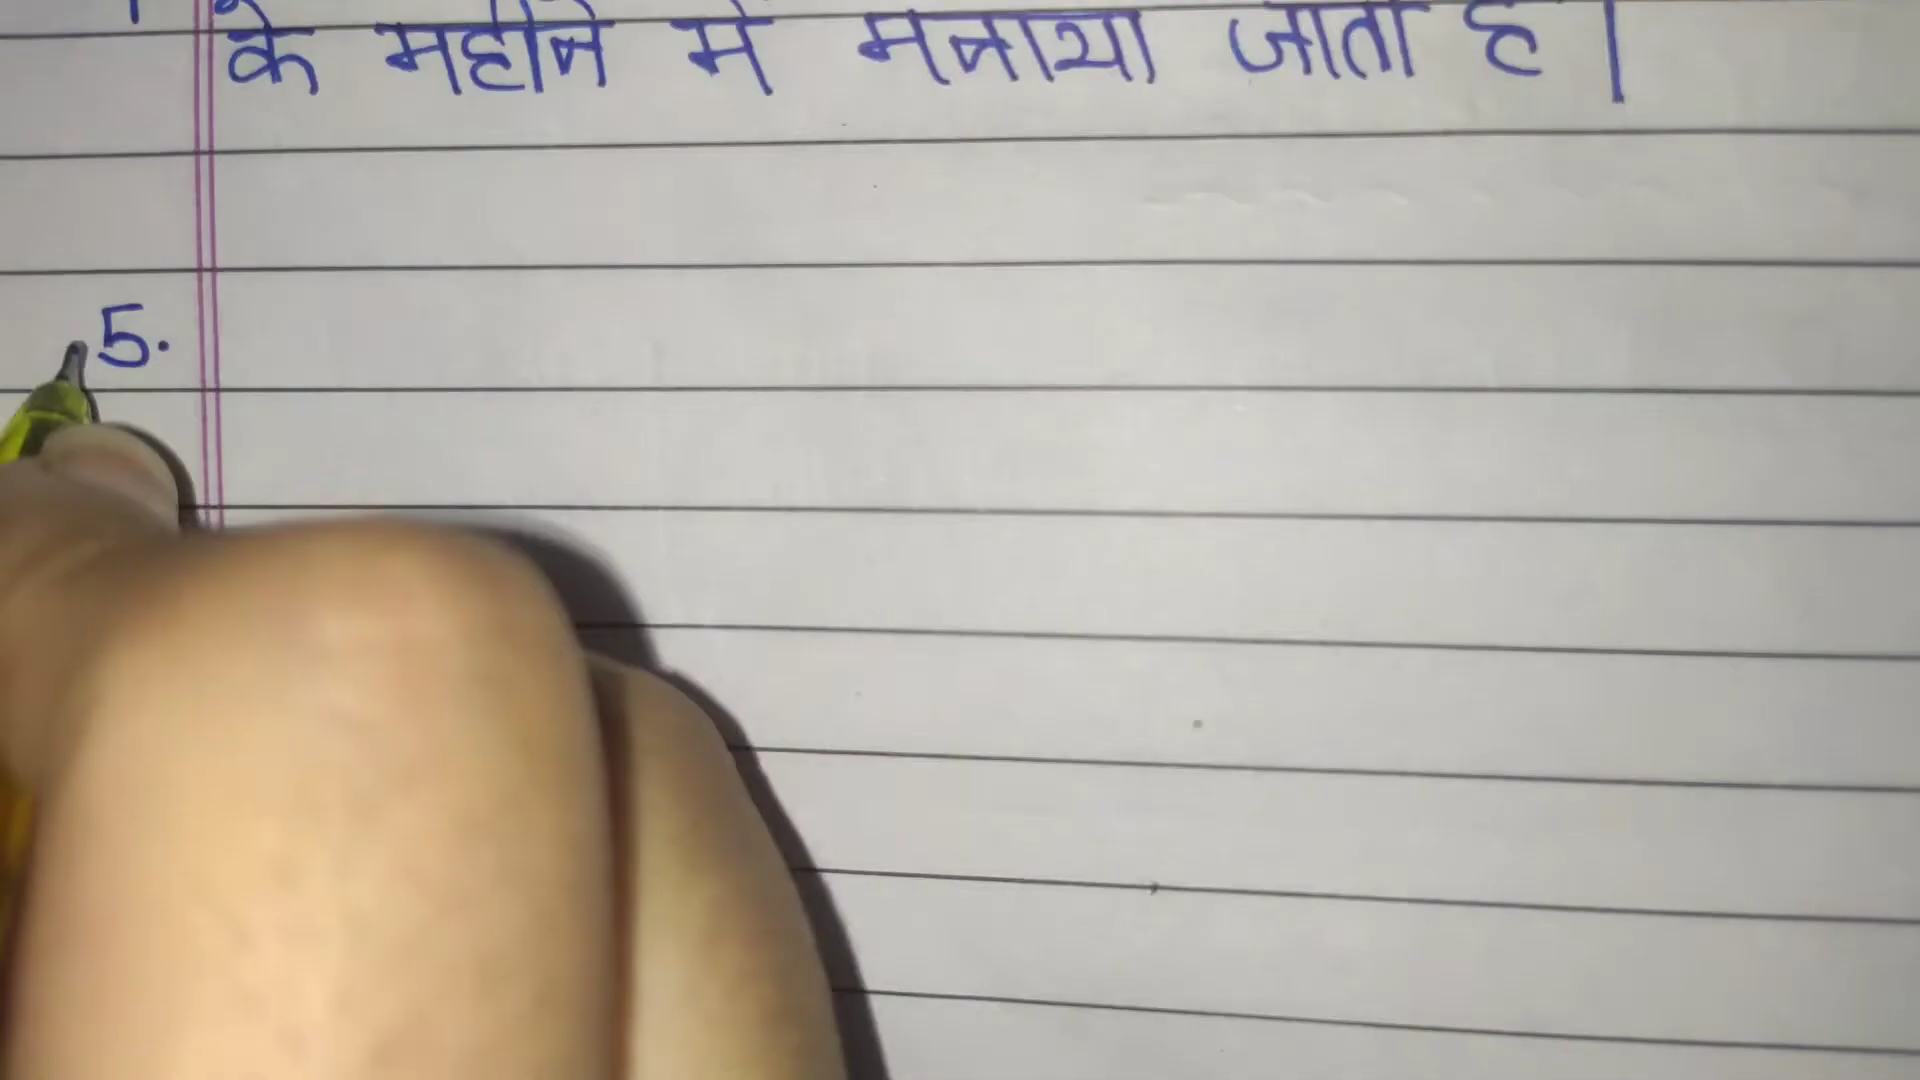 के महीने में मनाया जाता है।
5.